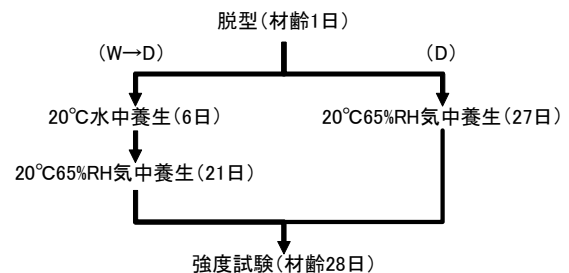 脱型(材齢1日)
(W→D)
(D)
20℃水中養生(6日)
20℃65%RH気中養生(27日)
20℃65%RH気中養生(21日)
強度試験(材齢28日)